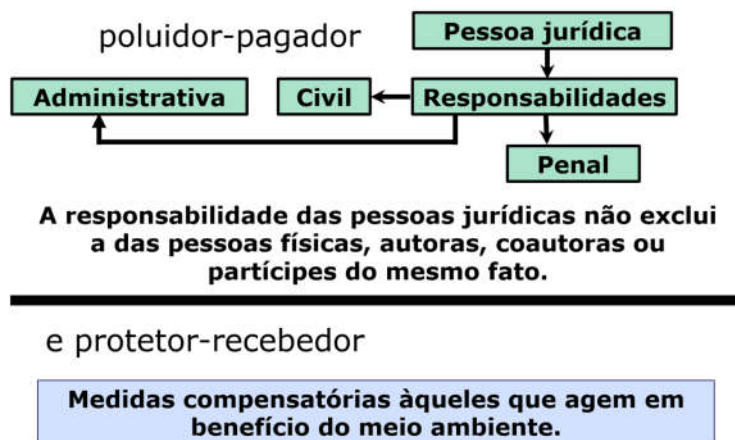 poluidor-pagador
Pessoa jurídica
Administrativa
Civil
Responsabilidades
Penal
A responsabilidade das pessoas jurídicas não exclui
a das pessoas físicas, autoras, coautoras ou
partícipes do mesmo fato.
e protetor-recebedor
Medidas compensatórias àqueles que agem em
benefício do meio ambiente.